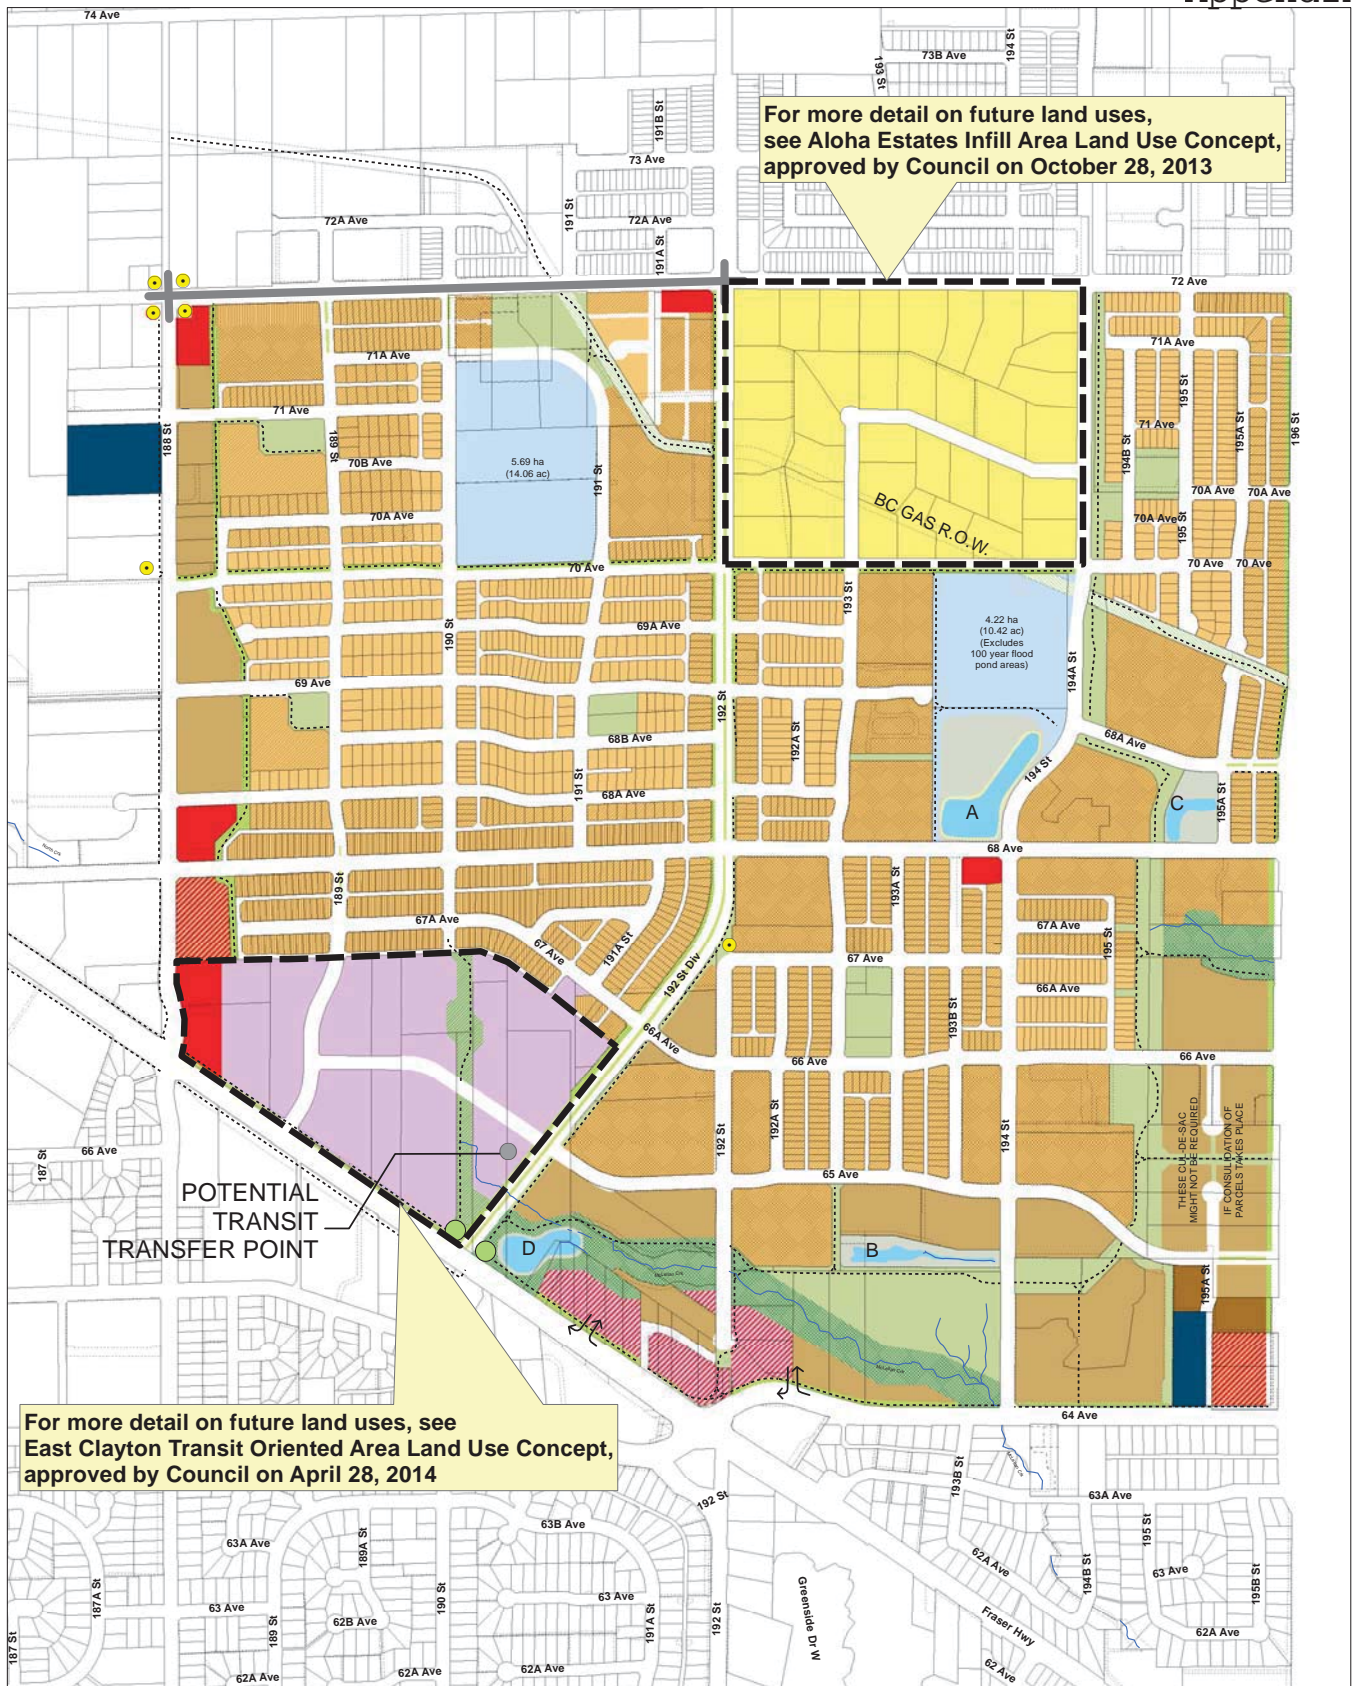 Appendix
74 Ave
73B Ave
194 St
193 St
191B St
For more detail on future land uses,
see Aloha Estates Infill Area Land Use Concept,
approved by Council on October 28, 2013
73 Ave
191 St
72A Ave
72A Ave
191A St
72 Ave
71A Ave
71A Ave
71 Ave
188 St
189 St
70B Ave
5.69 ha
(14.06 ac)
191 St
195 St
71 Ave
194B St
195A St
196 St
70A Ave
70A Ave
70A Ave
70A Ave
195 St
BC GAS R.O.W.
70 Ave
70 Ave
70 Ave
193 St
190 St
69A Ave
4.22 ha
(10.42 ac)
(Excludes
100 year flood
pond areas)
194A St
69 Ave
192 St
68B Ave
192A St
68A Ave
194 St
191 St
68A Ave
A
C
195A St
68 Ave
189 St
193A St
67A Ave
67 Ave
191A St
67A Ave
195 St
67 Ave
192 St Div
66A Ave
193B St
66A Ave
66 Ave
66 Ave
192A St
192 St
194 St
THESE CUL-DE-SAC
MIGHT NOT BE REQUIRED
IF CONSULIDATION OF
PARCELS TAKES PLACE
66 Ave
187 St
65 Ave
POTENTIAL
TRANSIT
TRANSFER POINT
D
B
195A St
64 Ave
For more detail on future land uses, see
East Clayton Transit Oriented Area Land Use Concept,
approved by Council on April 28, 2014
192 St
193B St
63A Ave
63B Ave
63A Ave
189A St
195 St
62A Ave
63 Ave
194B St
195B St
187A St
190 St
63 Ave
63 Ave
62B Ave
191A St
192 St
Greenside Dr W
Fraser Hwy
62A Ave
189 St
187 St
62A Ave
62A Ave
62A Ave
62 Ave